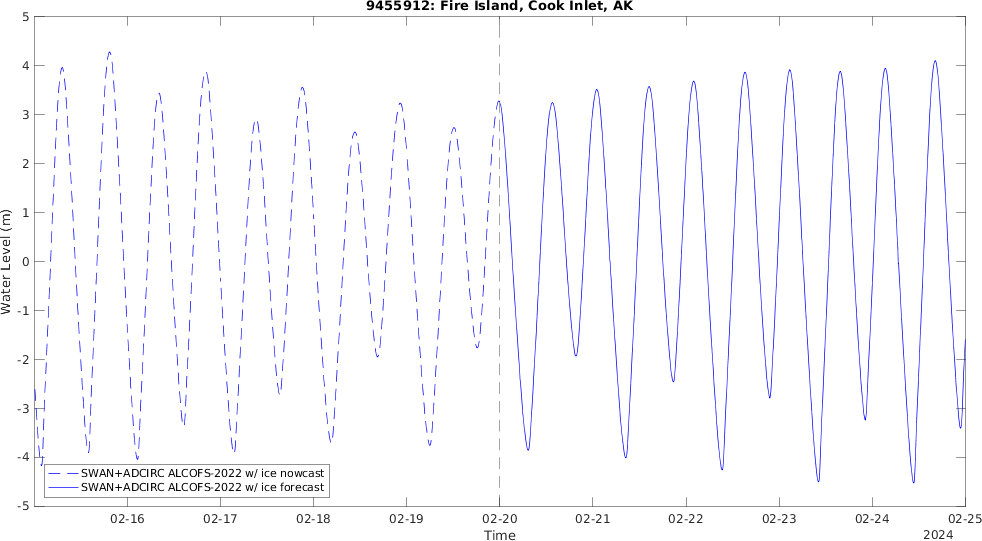 9455912: Fire Island, Cook Inlet, AK
5
4
3
2
1
0
-1
-2
-3
-4
-5
Water Level (m)
SWAN+ADCIRC ALCOFS-2022 w/ ice nowcast
SWAN+ADCIRC ALCOFS-2022 w/ ice forecast
02-16 02-17 02-18 02-19 02-20 02-21 02-22 02-23 02-24 02-25
Time
2024